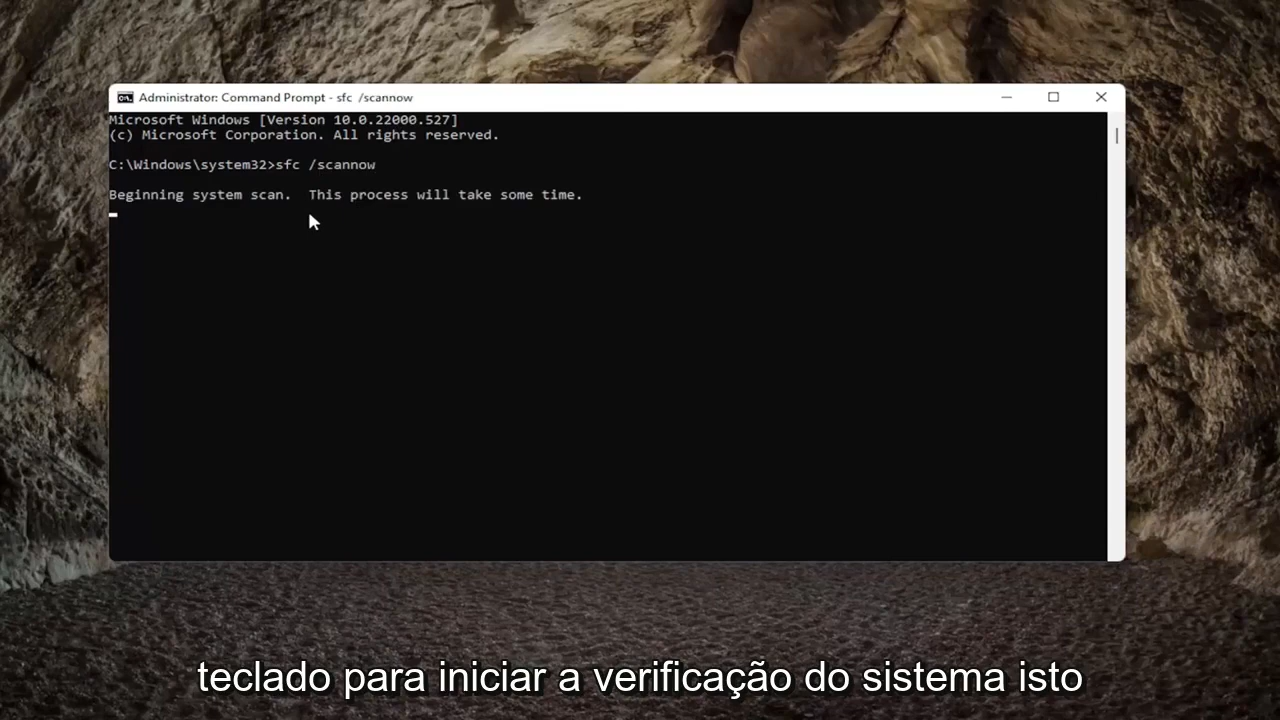 Administrator: Command Prompt - sfc  /scannow
Microsoft Windows [Version 10.0.22000.527]
(c) Microsoft Corporation. All rights reserved.
C:\Windows\system32>sfc /scannow
Beginning system scan.  This process will take some time.
teclado para iniciar a verificação do sistema isto